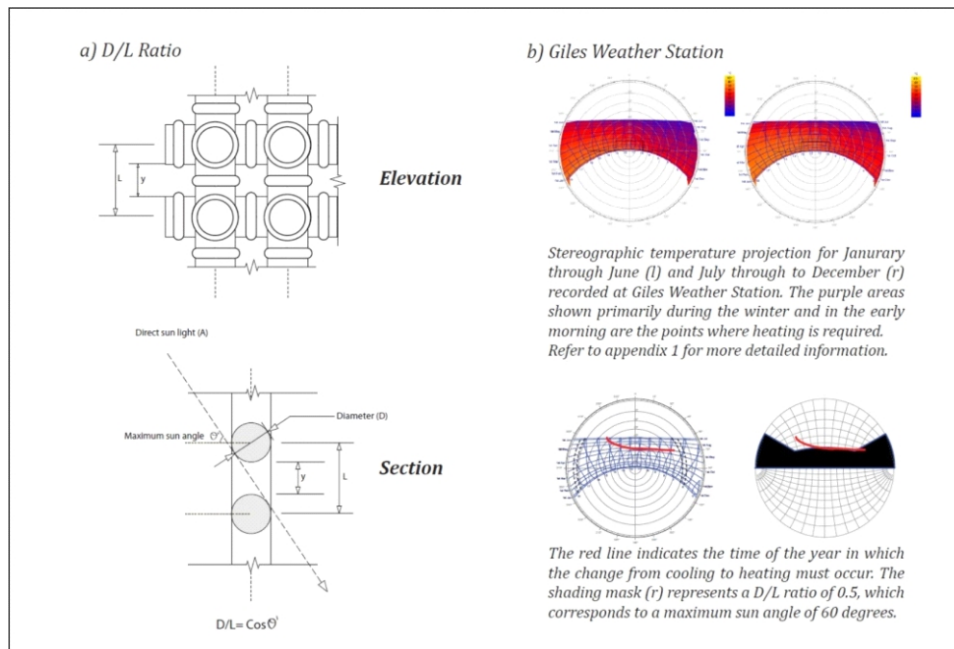 a) D/L Ratio
L
y
Elevation
Direct sun light (A)
Diameter (D)
Maximum sun angle Θ'
y
L
Section
D/L= CosΘ'
b) Giles Weather Station
Stereographic temperature projection for Janurary
through June (l) and July through to December (r)
recorded at Giles Weather Station. The purple areas
shown primarily during the winter and in the early
morning are the points where heating is required.
Refer to appendix 1 for more detailed information.
The red line indicates the time of the year in which
the change from cooling to heating must occur. The
shading mask (r) represents a D/L ratio of 0.5, which
corresponds to a maximum sun angle of 60 degrees.